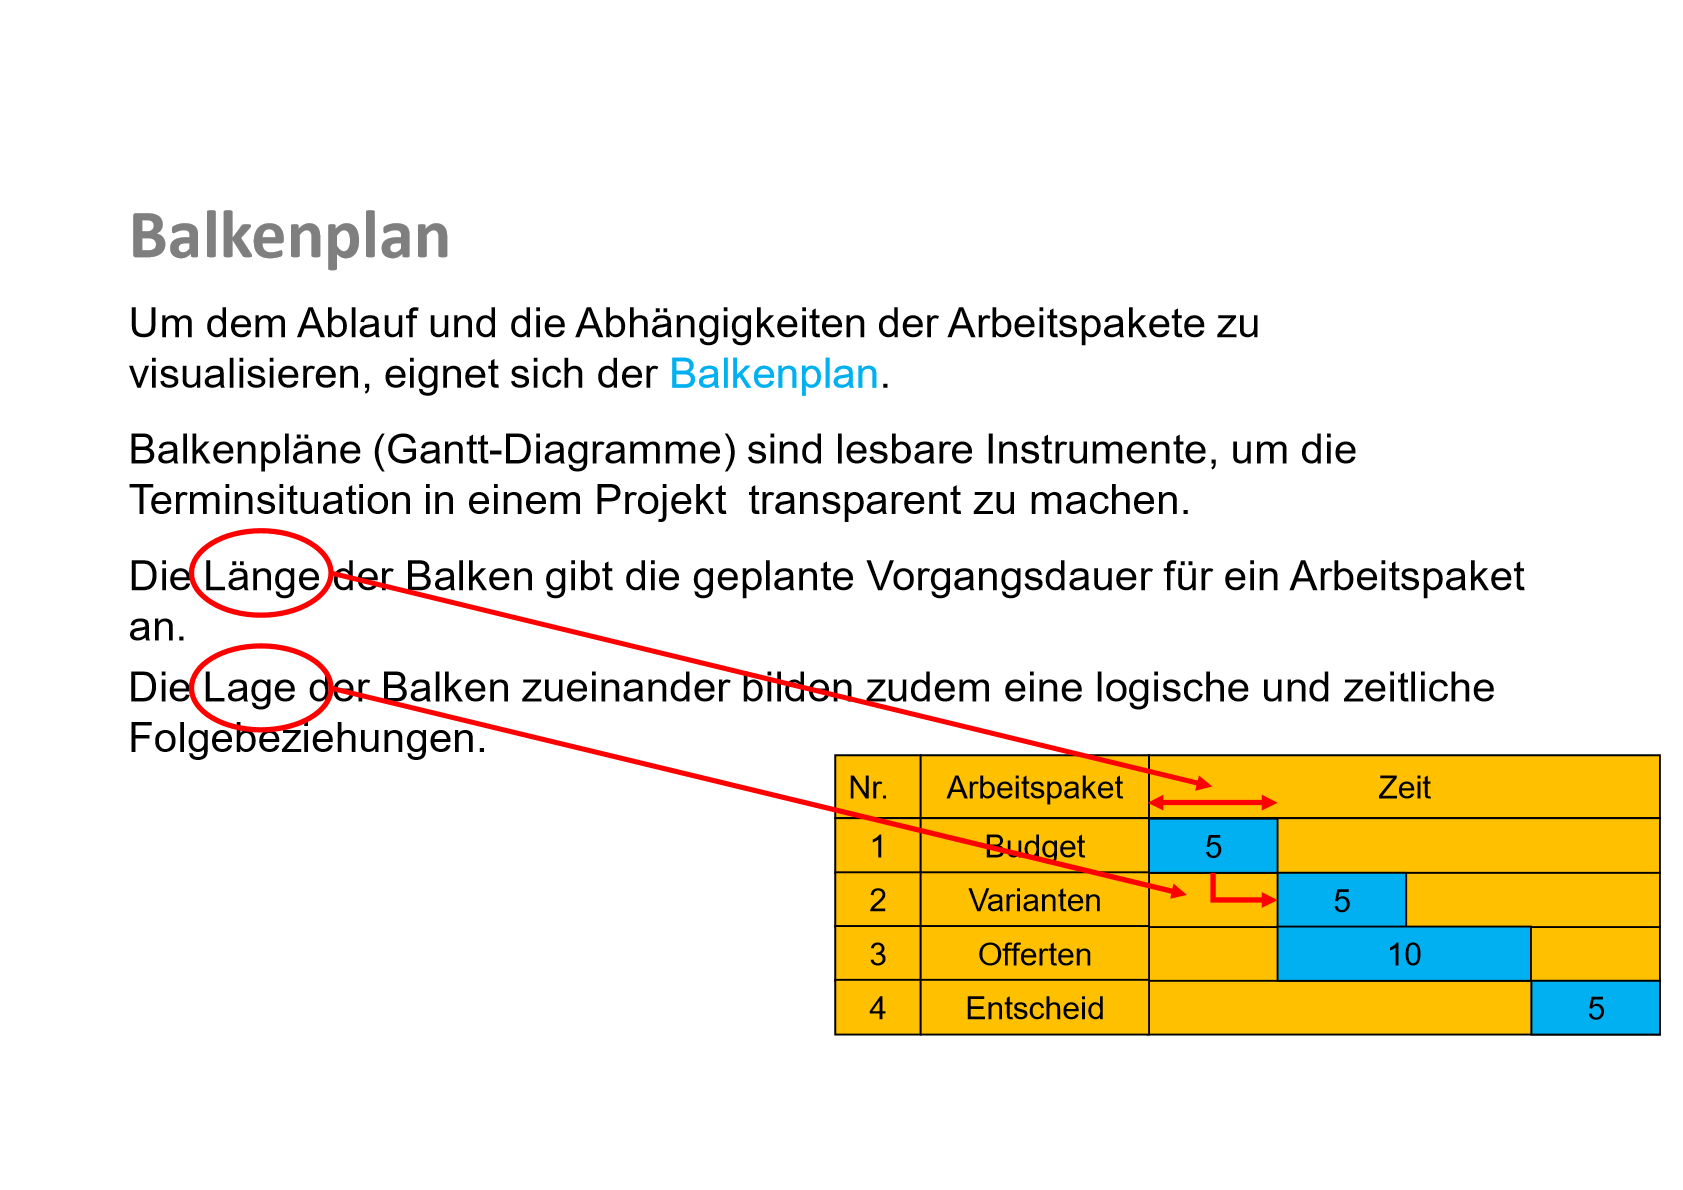 Balkenplan
Um dem Ablauf und die Abhängigkeiten der Arbeitspakete zu
visualisieren, eignet sich der Balkenplan.
Balkenpläne (Gantt-Diagramme) sind lesbare Instrumente, um die
Terminsituation in einem Projekt  transparent zu machen.
Die Länge der Balken gibt die geplante Vorgangsdauer für ein Arbeitspaket
an.
Die Lage der Balken zueinander bilden zudem eine logische und zeitliche
Folgebeziehungen.
Nr. Arbeitspaket Zeit
1 Budget 5
2 Varianten 5
3 Offerten 10
4 Entscheid 5